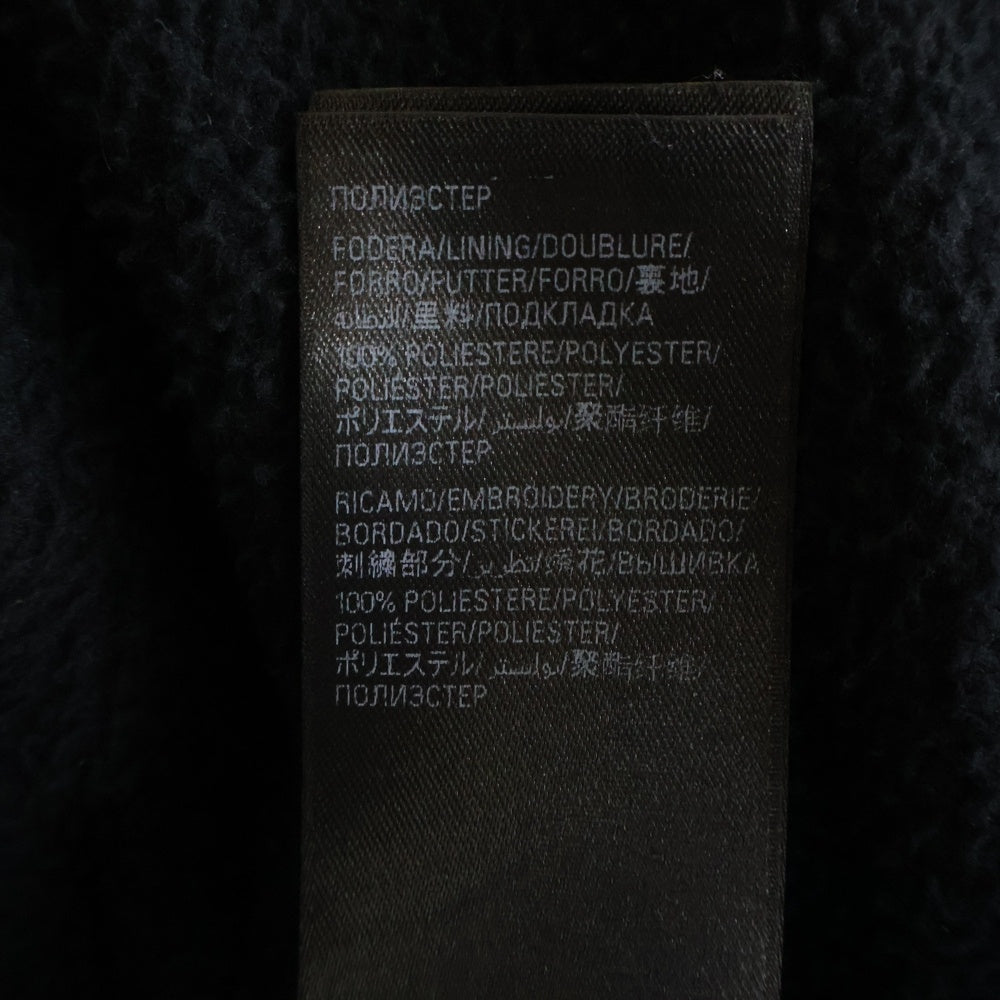 ПОЛИЭСТЕР
FODERA/LINING/DOUBLURE/
FORRO/FUTTER/FORRO/裏地/
البطانة/里料/ПОДКЛАДКА
100% POLIESTERE/POLYESTER/
POLIÉSTER/POLIESTER/
ポリエステル/بوليستر/聚酯纤维/
ПОЛИЭСТЕР
RICAMO/EMBROIDERY/BRODERIE/
BORDADO/STICKEREI/BORDADO/
刺繍部分/تطريز/绣花/ВЫШИВКА
100% POLIESTERE/POLYESTER/
POLIÉSTER/POLIESTER/
ポリエステル/بوليستر/聚酯纤维/
ПОЛИЭСТЕР